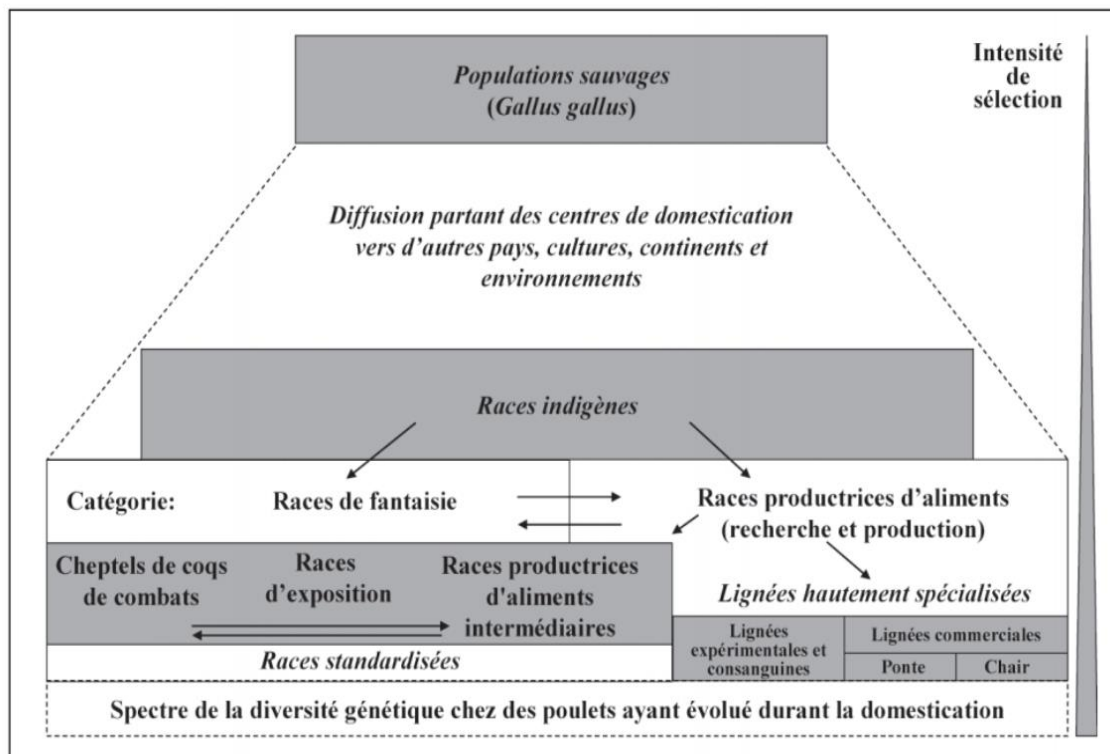 Intensité
de
sélection
Populations sauvages
(Gallus gallus)
Diffusion partant des centres de domestication
vers d’autres pays, cultures, continents et
environnements
Races indigènes
Catégorie:
Races de fantaisie
Races productrices d’aliments
(recherche et production)
Cheptels de coqs
de combats
Races
d’exposition
Races productrices
d'aliments
intermédiaires
Races standardisées
Lignées hautement spécialisées
Lignées
expérimentales et
consanguines
Lignées commerciales
Ponte
Chair
Spectre de la diversité génétique chez des poulets ayant évolué durant la domestication